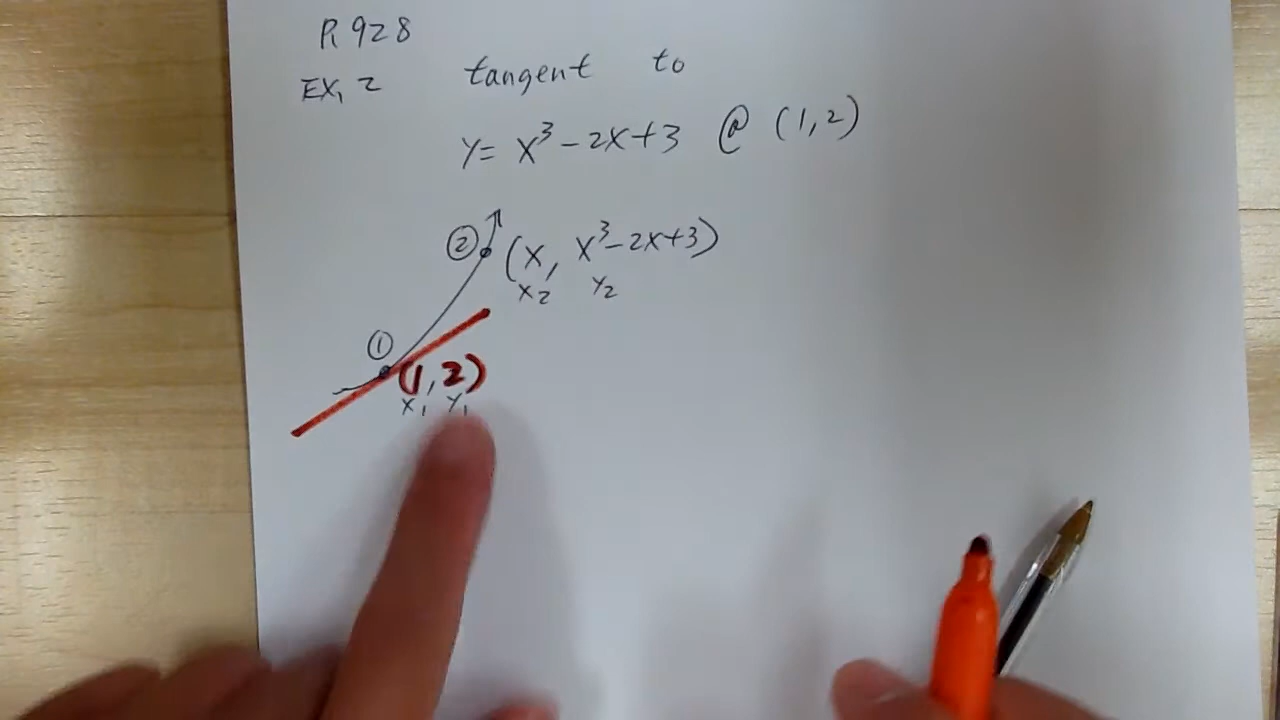 P. 928
EX. 2 tangent to
y= x³-2x+3 @ (1,2)
② (x, x³-2x+3)
x₂ y₂
①
(1,2)
x₁ y₁